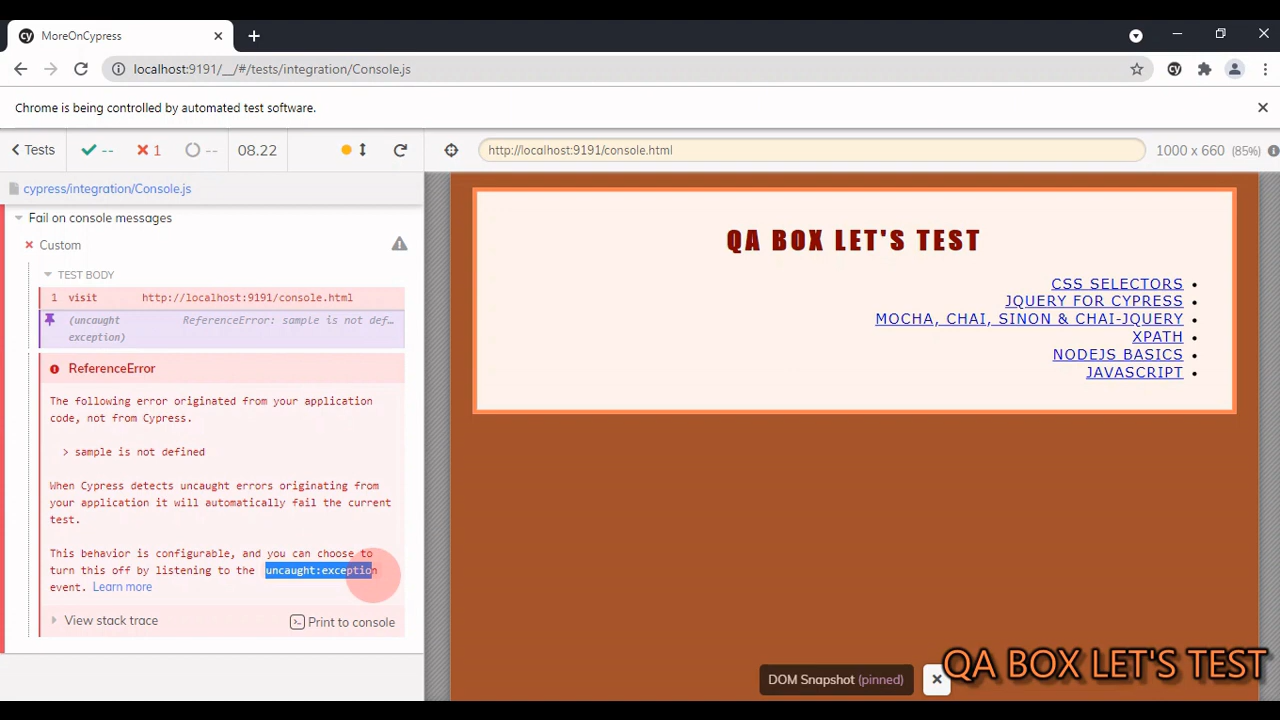 MoreOnCypress
localhost:9191/__/#/tests/integration/Console.js
Chrome is being controlled by automated test software.
Tests
--
1
--
08.22
http://localhost:9191/console.html
1000 x 660 (85%)
cypress/integration/Console.js
Fail on console messages
Custom
TEST BODY
1 visit http://localhost:9191/console.html
(uncaught exception) ReferenceError: sample is not def…
ReferenceError
The following error originated from your application
code, not from Cypress.
> sample is not defined
When Cypress detects uncaught errors originating from
your application it will automatically fail the current
test.
This behavior is configurable, and you can choose to
turn this off by listening to the uncaught:exception
event. Learn more
View stack trace
Print to console
QA BOX LET'S TEST
CSS SELECTORS
JQUERY FOR CYPRESS
MOCHA, CHAI, SINON & CHAI-JQUERY
XPATH
NODEJS BASICS
JAVASCRIPT
DOM Snapshot (pinned)
QA BOX LET'S TEST